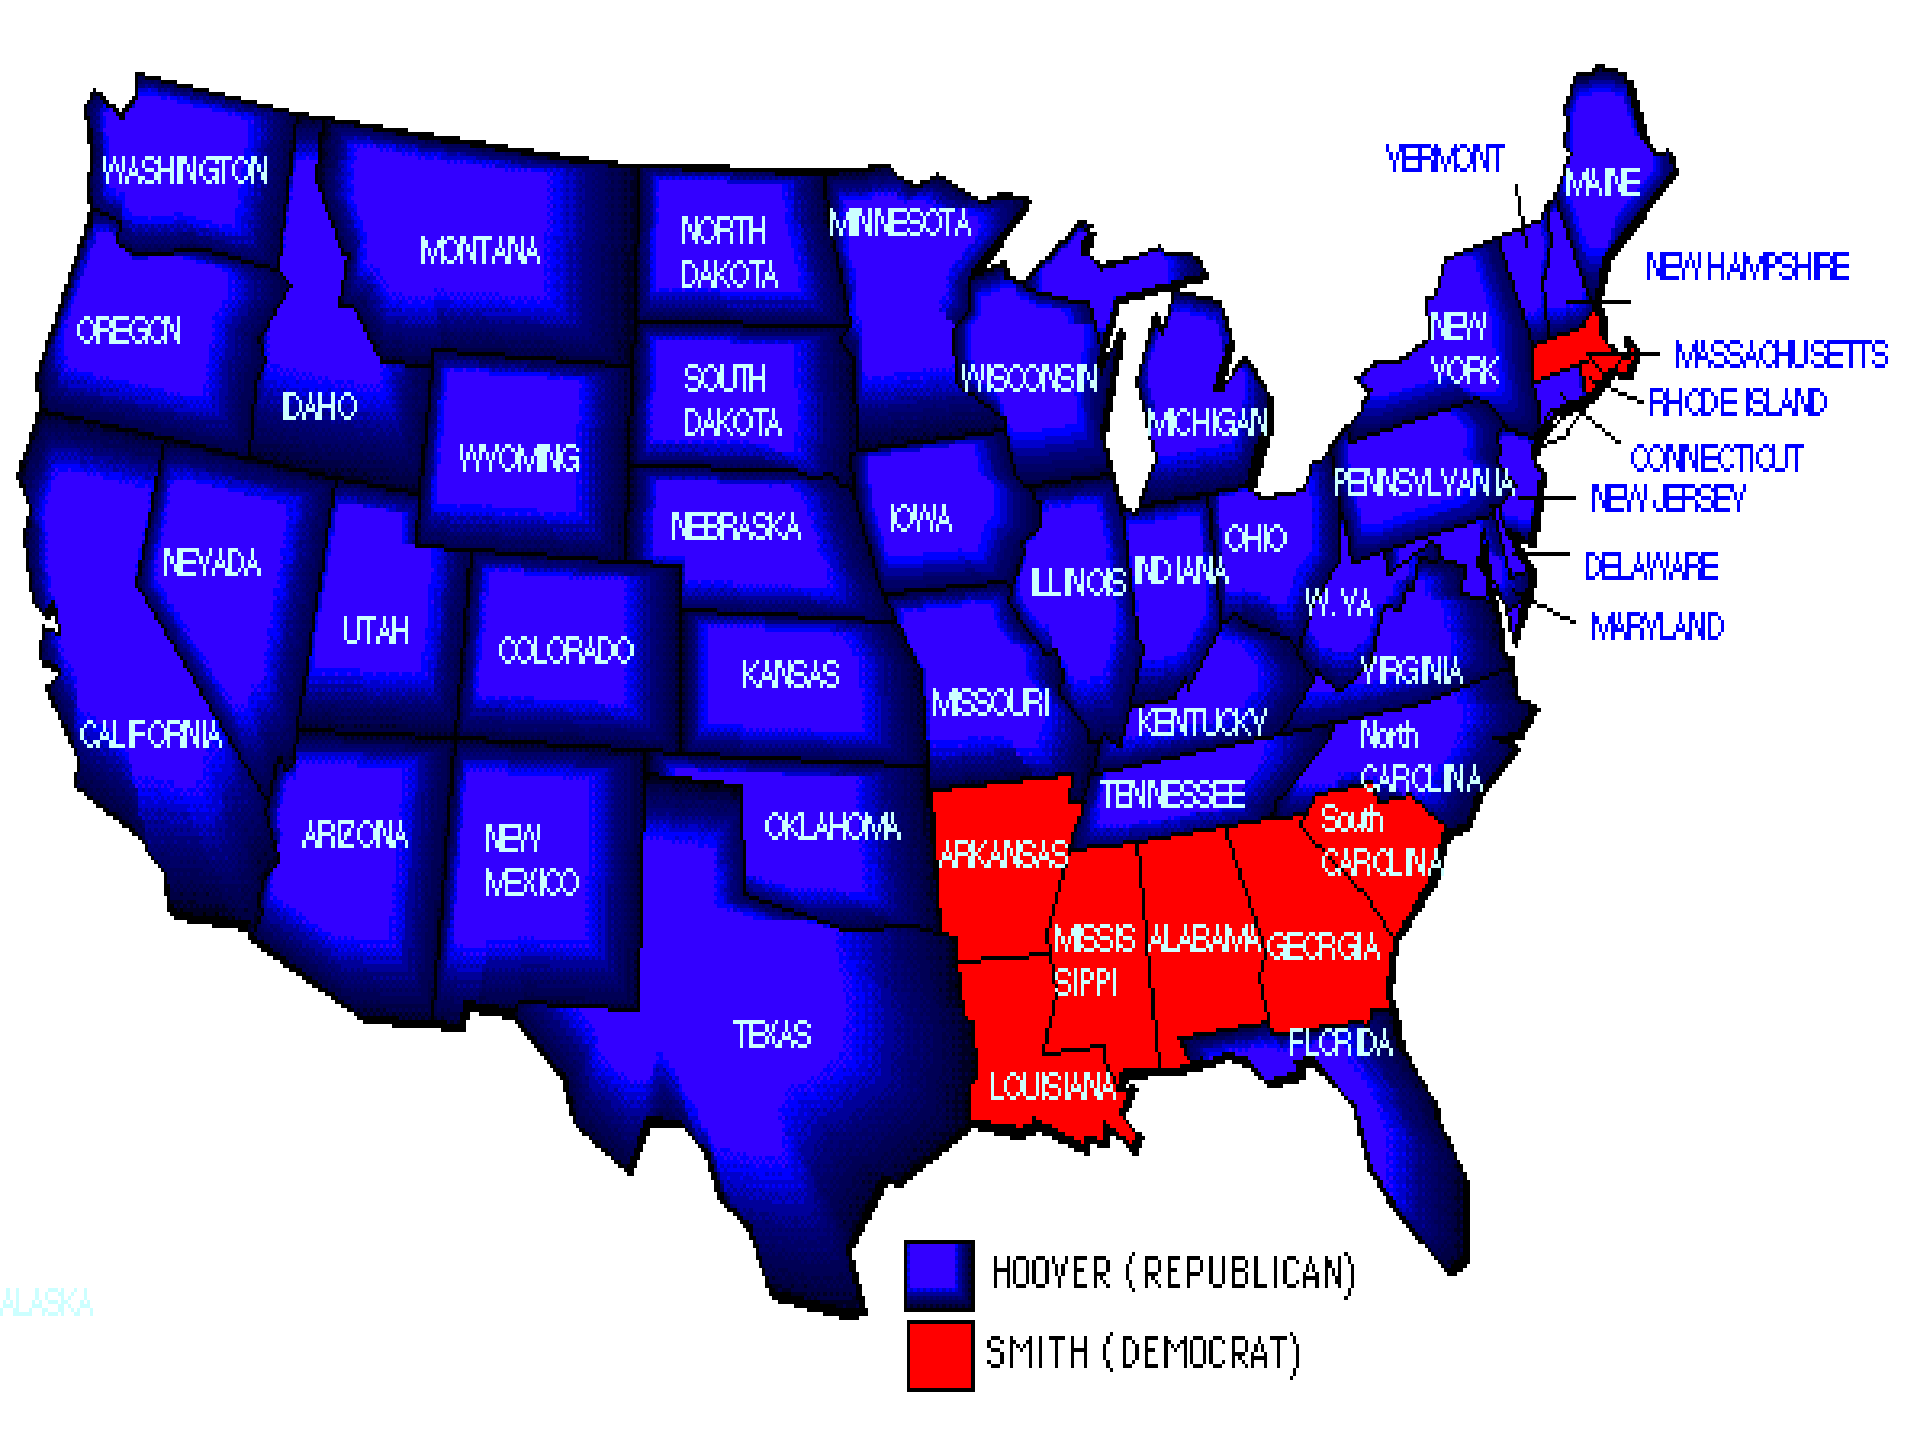 WASHINGTON
OREGON
IDAHO
MONTANA
NORTH
DAKOTA
MINNESOTA
SOUTH
DAKOTA
WYOMING
WISCONSIN
MICHIGAN
VERMONT
MAINE
NEW HAMPSHIRE
NEW
YORK
MASSACHUSETTS
RHODE ISLAND
CONNECTICUT
PENNSYLVANIA
NEW JERSEY
DELAWARE
MARYLAND
NEVADA
UTAH
COLORADO
NEBRASKA
IOWA
ILLINOIS
INDIANA
OHIO
W. VA
VIRGINIA
CALIFORNIA
KANSAS
MISSOURI
KENTUCKY
North
CAROLINA
TENNESSEE
South
CAROLINA
ARIZONA
NEW
MEXICO
OKLAHOMA
ARKANSAS
MISSIS
SIPPI
ALABAMA
GEORGIA
TEXAS
LOUISIANA
FLORIDA
ALASKA
HOOVER (REPUBLICAN)
SMITH (DEMOCRAT)